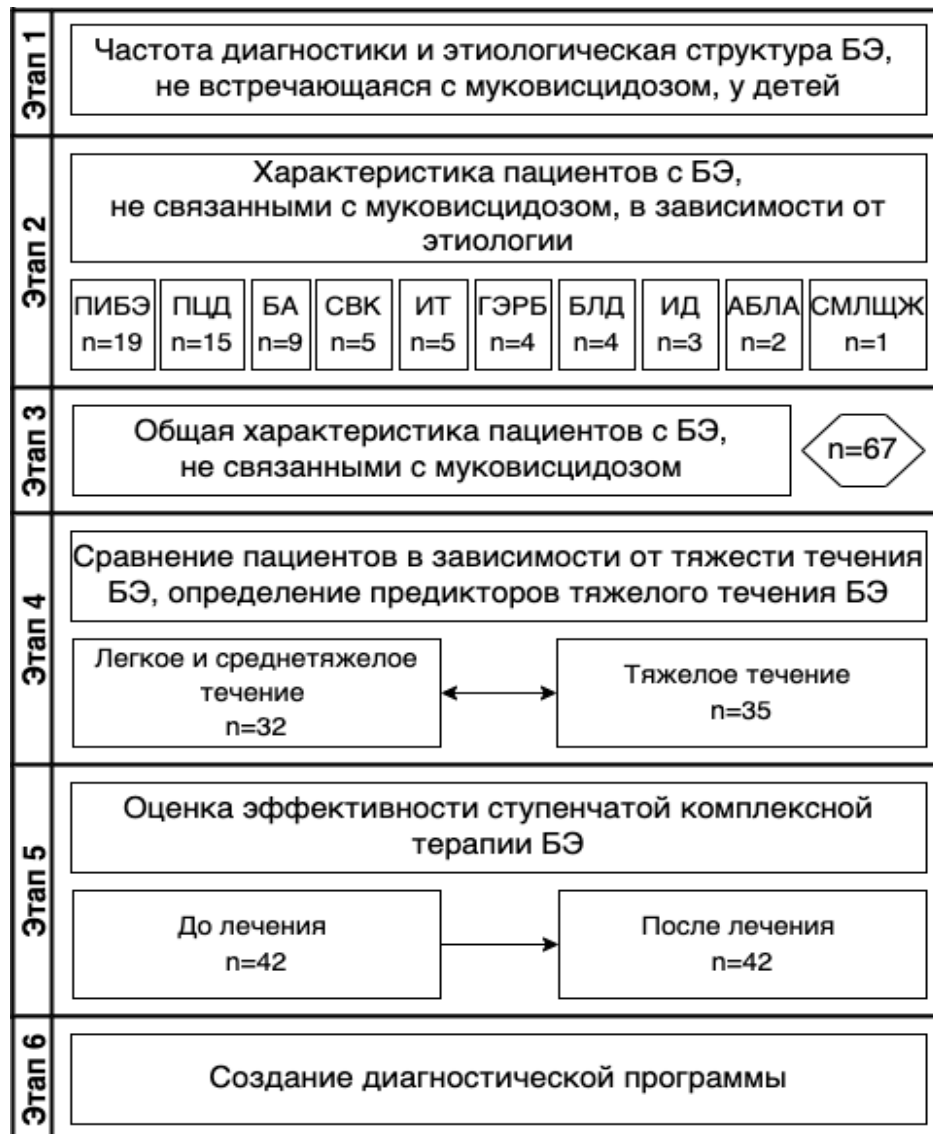 Этап 1
Частота диагностики и этиологическая структура БЭ,
не встречающаяся с муковисцидозом, у детей
Этап 2
Характеристика пациентов с БЭ,
не связанными с муковисцидозом, в зависимости от
этиологии
ПИБЭ ПЦД БА СВК ИТ ГЭРБ БЛД ИД АБЛА СМЛЩЖ
n=19 n=15 n=9 n=5 n=5 n=4 n=4 n=3 n=2 n=1
Этап 3
Общая характеристика пациентов с БЭ,
не связанными с муковисцидозом
n=67
Этап 4
Сравнение пациентов в зависимости от тяжести течения
БЭ, определение предикторов тяжелого течения БЭ
Легкое и среднетяжелое
течение
n=32
Тяжелое течение
n=35
Этап 5
Оценка эффективности ступенчатой комплексной
терапии БЭ
До лечения
n=42
После лечения
n=42
Этап 6
Создание диагностической программы